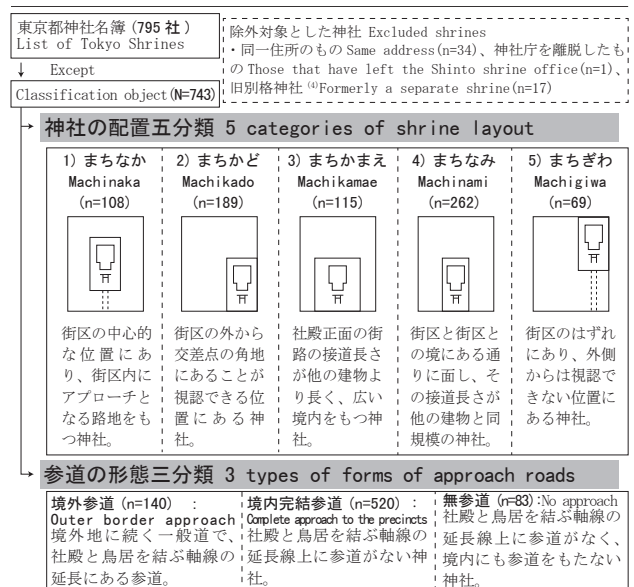 東京都神社名簿（795 社）
List of Tokyo Shrines
↓ Except
Classification object(N=743)
除外対象とした神社 Excluded shrines
・同一住所のもの Same address(n=34)、神社庁を離脱したも
の Those that have left the Shinto shrine office(n=1)、
旧別格神社 (4)Formerly a separate shrine(n=17)
神社の配置五分類 5 categories of shrine layout
1) まちなか
Machinaka
(n=108)
街区の中心的
な位置にあ
り、街区内に
アプローチと
なる路地をも
つ神社。
2) まちかど
Machikado
(n=189)
街区の外から
交差点の角地
にあることが
視認できる位
置にある神
社。
3) まちかまえ
Machikamae
(n=115)
社殿正面の街
路の接道長さ
が他の建物よ
り長く、広い
境内をもつ神
社。
4) まちなみ
Machinami
(n=262)
街区と街区と
の境にある通
りに面し、そ
の接道長さが
他の建物と同
規模の神社。
5) まちぎわ
Machigiwa
(n=69)
街区のはずれ
にあり、外側
からは視認で
きない位置に
ある神社。
参道の形態三分類 3 types of forms of approach roads
境外参道 (n=140) :
Outer border approach
境外地に続く一般道で、
社殿と鳥居を結ぶ軸線の
延長にある参道。
境内完結参道 (n=520) :
Complete approach to the precincts
社殿と鳥居を結ぶ軸線の
延長線上に参道がない神
社。
無参道 (n=83):No approach
社殿と鳥居を結ぶ軸線の
延長線上に参道がなく、
境内にも参道をもたない
神社。